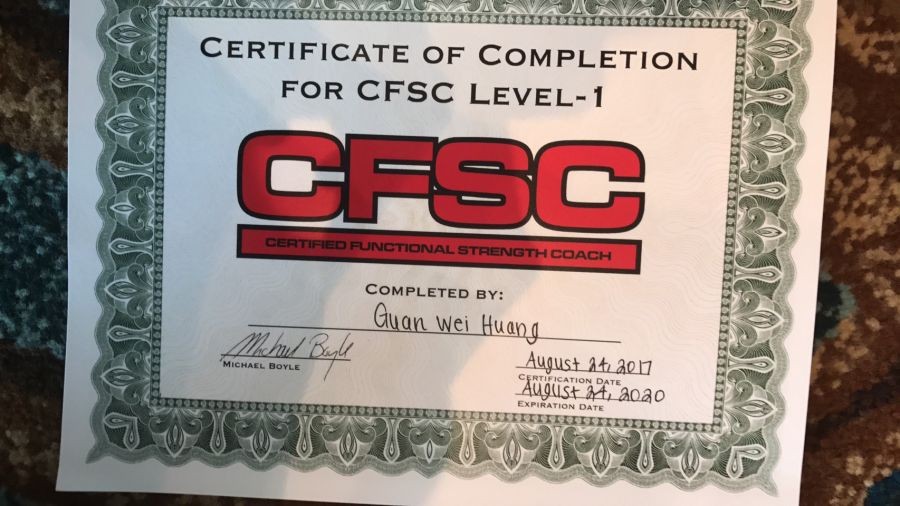 CERTIFICATE OF COMPLETION
FOR CFSC LEVEL-1
CFSC
CERTIFIED FUNCTIONAL STRENGTH COACH
COMPLETED BY:
Guan Wei Huang
Michael Boyle
MICHAEL BOYLE
August 24, 2017
CERTIFICATION DATE
August 24, 2020
EXPIRATION DATE